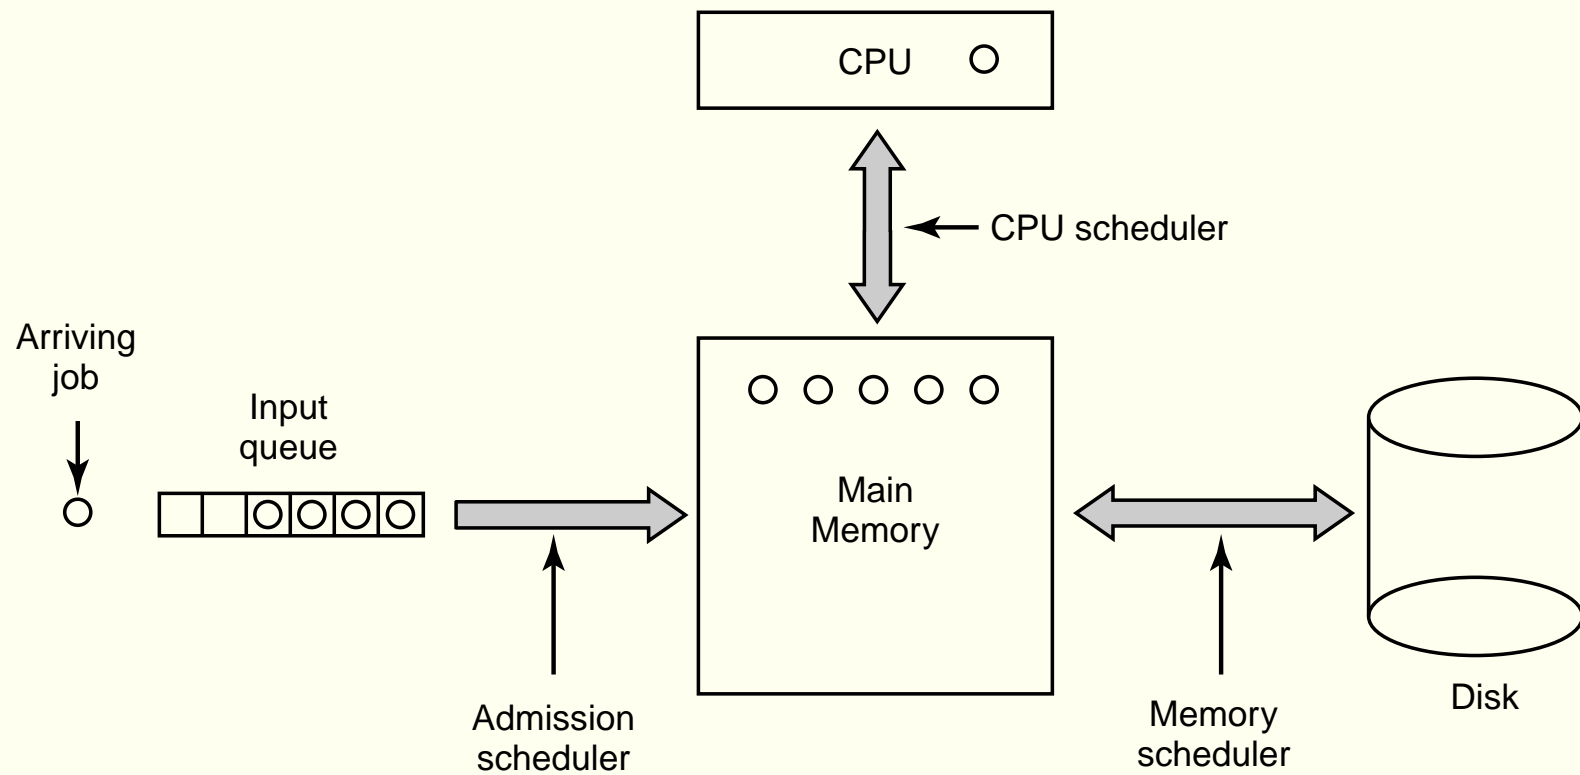 CPU
CPU scheduler
Arriving
job
Input
queue
Main
Memory
Admission
scheduler
Memory
scheduler
Disk